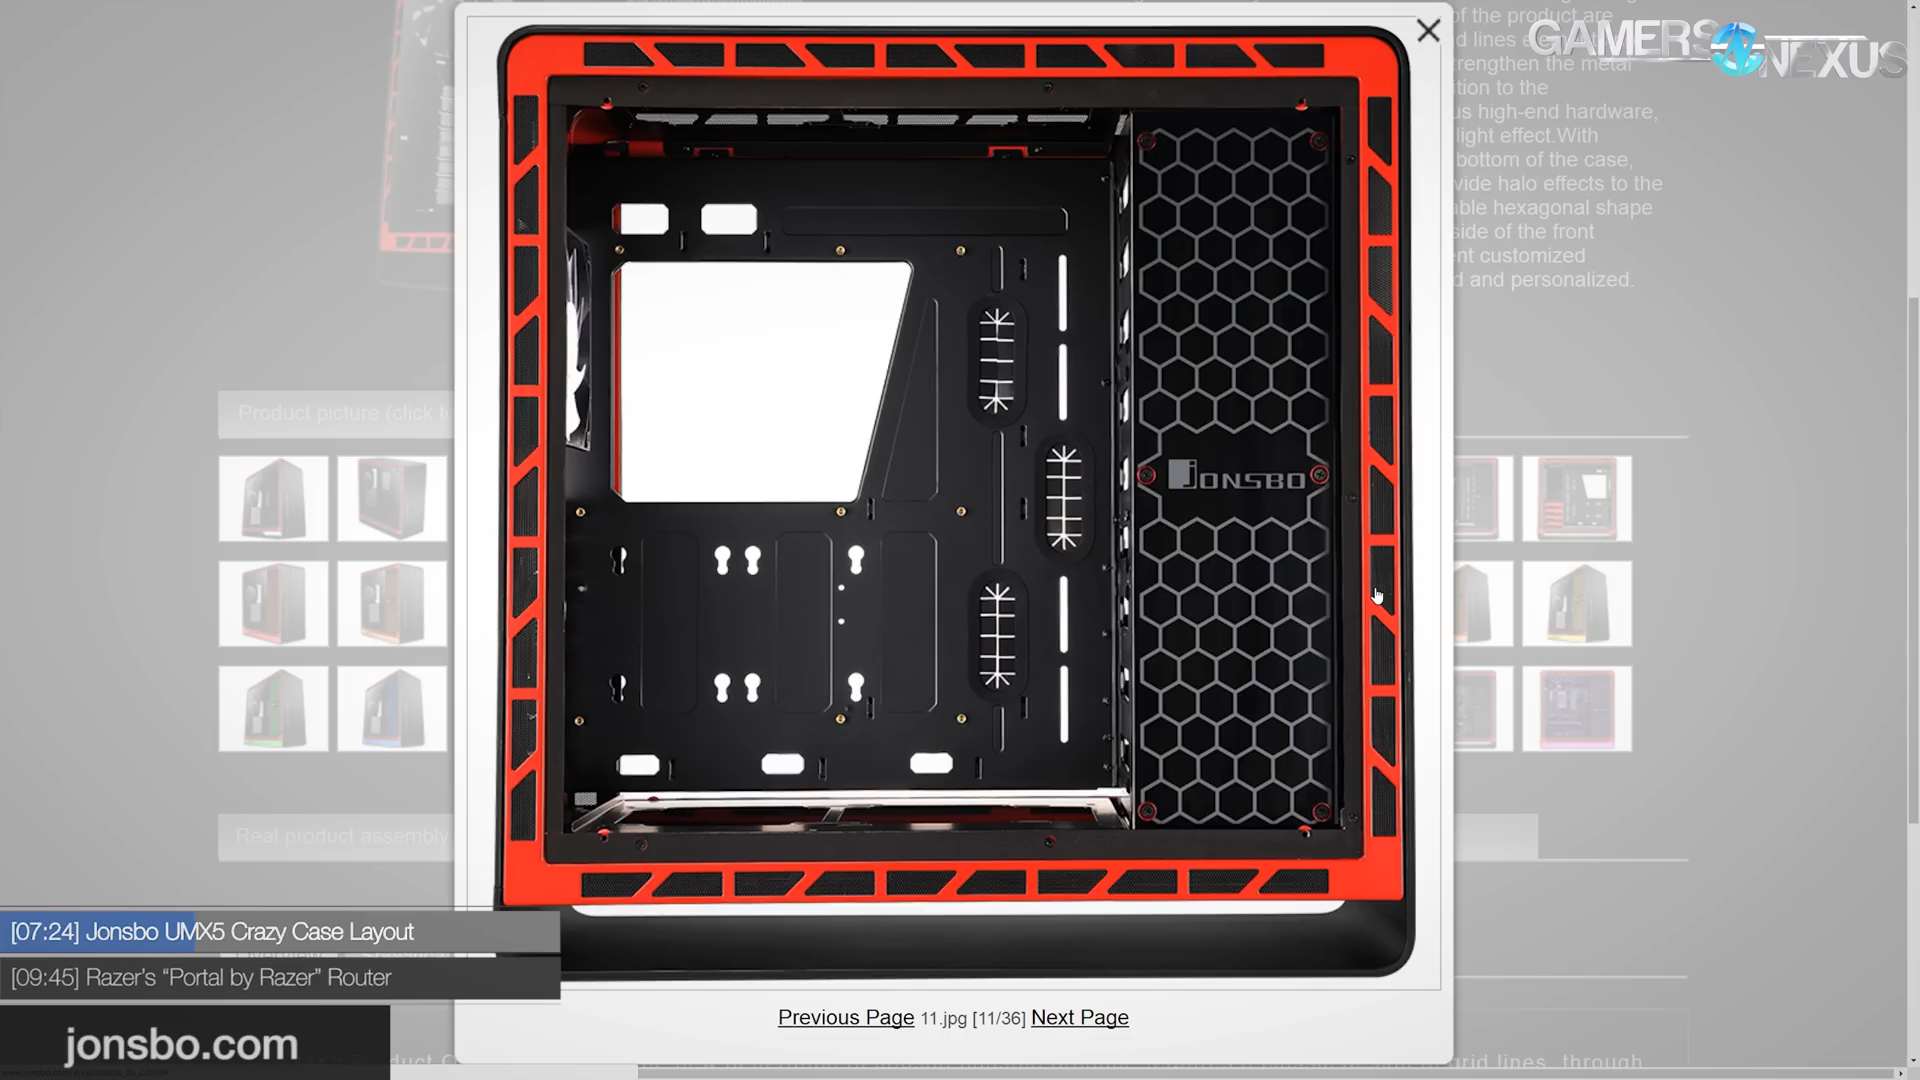 GAMERS NEXUS
of the product are
d lines
trengthen the metal
ition to the
us high-end hardware,
light effect.With
bottom of the case,
vide halo effects to the
able hexagonal shape
side of the front
nt customized
d and personalized.
Product picture (click to
JONSBO
Real product assembly
[07:24] Jonsbo UMX5 Crazy Case Layout
[09:45] Razer's “Portal by Razer” Router
jonsbo.com
Previous Page 11.jpg [11/36] Next Page
grid lines, through